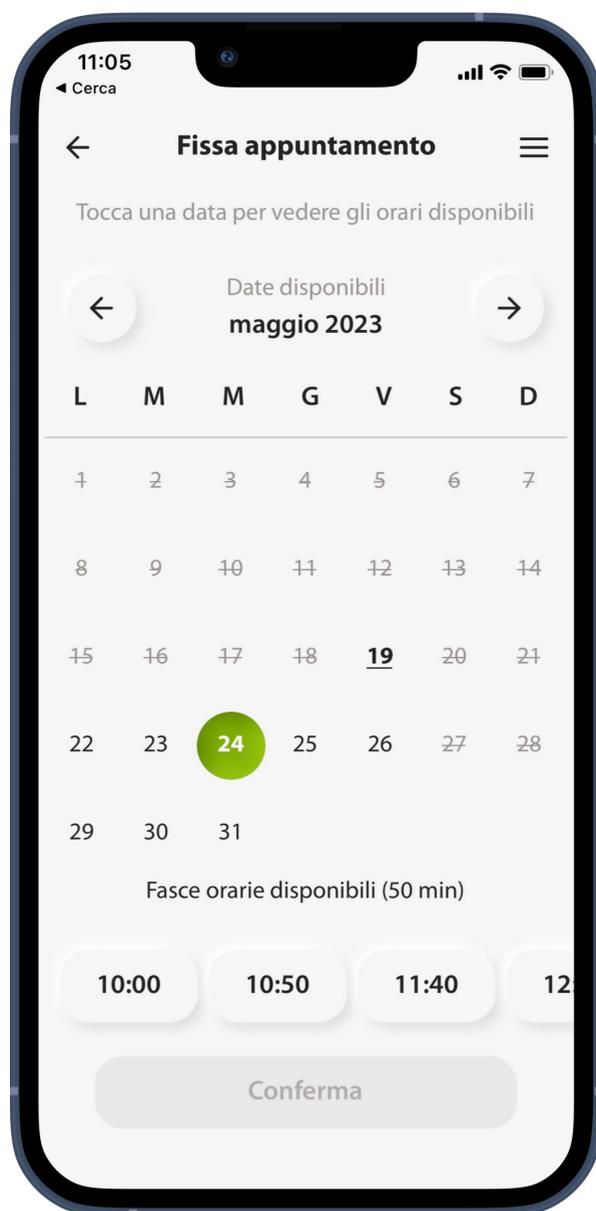 11:05
◀ Cerca
Fissa appuntamento
Tocca una data per vedere gli orari disponibili
Date disponibili
maggio 2023
L M M G V S D
1 2 3 4 5 6 7
8 9 10 11 12 13 14
15 16 17 18 19 20 21
22 23 24 25 26 27 28
29 30 31
Fasce orarie disponibili (50 min)
10:00 10:50 11:40 12:
Conferma